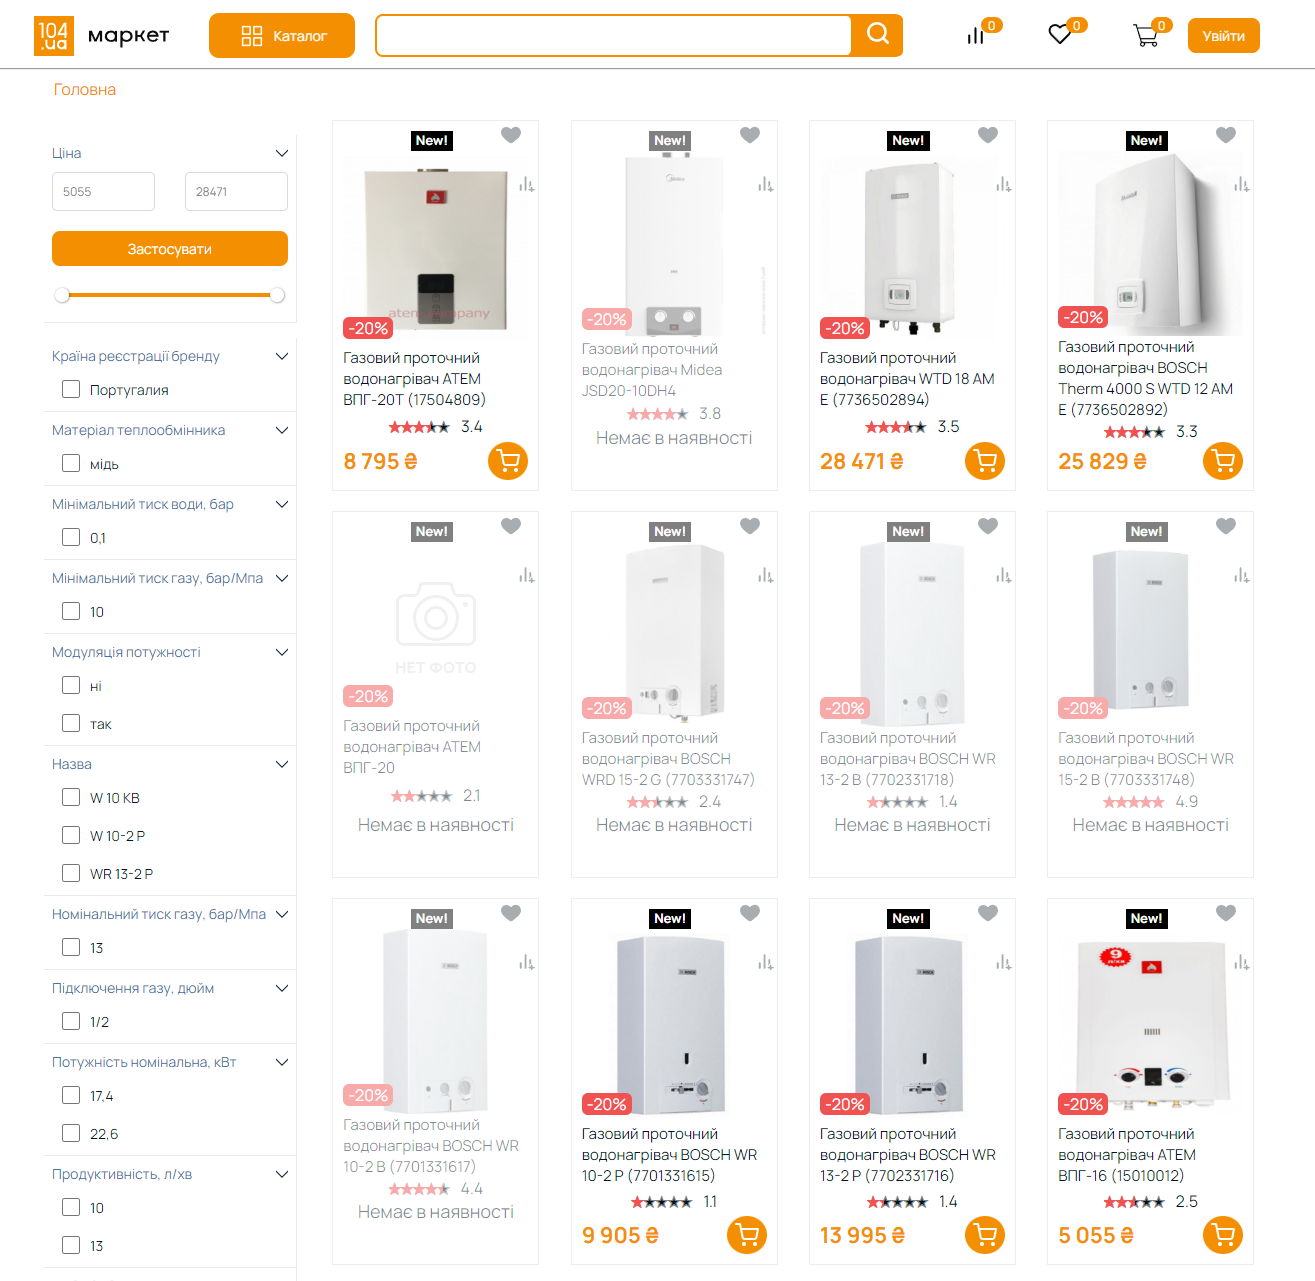 104
.ua
маркет
Каталог
0
0
0
Увійти
Головна
Ціна
5055
28471
Застосувати
Країна реєстрації бренду
Португалия
Матеріал теплообмінника
мідь
Мінімальний тиск води, бар
0,1
Мінімальний тиск газу, бар/Мпа
10
Модуляція потужності
ні
так
Назва
W 10 KB
W 10-2 P
WR 13-2 P
Номінальний тиск газу, бар/Мпа
13
Підключення газу, дюйм
1/2
Потужність номінальна, кВт
17,4
22,6
Продуктивність, л/хв
10
13
New!
atem company
-20%
Газовий проточний
водонагрівач АТЕМ
ВПГ-20Т (17504809)
3.4
8 795 ₴
New!
Midea
-20%
Газовий проточний
водонагрівач Midea
JSD20-10DH4
3.8
Немає в наявності
New!
BOSCH
-20%
Газовий проточний
водонагрівач WTD 18 AM
E (7736502894)
3.5
28 471 ₴
New!
-20%
Газовий проточний
водонагрівач BOSCH
Therm 4000 S WTD 12 AM
E (7736502892)
3.3
25 829 ₴
New!
НЕТ ФОТО
-20%
Газовий проточний
водонагрівач АТЕМ
ВПГ-20
2.1
Немає в наявності
New!
-20%
Газовий проточний
водонагрівач BOSCH
WRD 15-2 G (7703331747)
2.4
Немає в наявності
New!
-20%
Газовий проточний
водонагрівач BOSCH WR
13-2 B (7702331718)
1.4
Немає в наявності
New!
-20%
Газовий проточний
водонагрівач BOSCH WR
15-2 B (7703331748)
4.9
Немає в наявності
New!
-20%
Газовий проточний
водонагрівач BOSCH WR
10-2 B (7701331617)
4.4
Немає в наявності
New!
BOSCH
-20%
Газовий проточний
водонагрівач BOSCH WR
10-2 P (7701331615)
1.1
9 905 ₴
New!
BOSCH
-20%
Газовий проточний
водонагрівач BOSCH WR
13-2 P (7702331716)
1.4
13 995 ₴
New!
9
-20%
Газовий проточний
водонагрівач АТЕМ
ВПГ-16 (15010012)
2.5
5 055 ₴